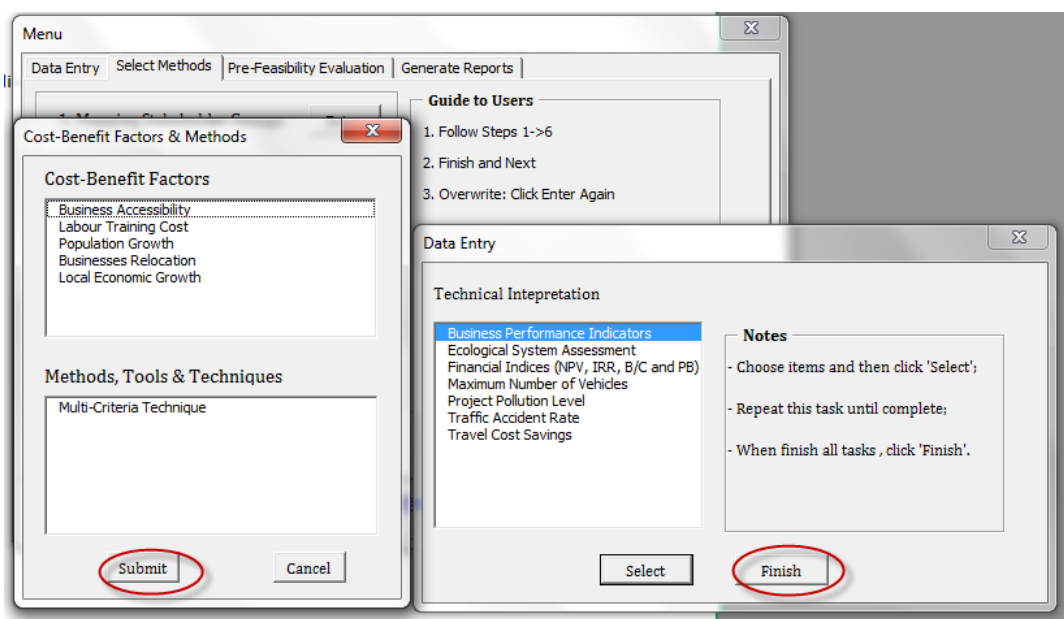 Menu
Data Entry
Select Methods
Pre-Feasibility Evaluation
Generate Reports
Guide to Users
1. Follow Steps 1->6
2. Finish and Next
3. Overwrite: Click Enter Again
Cost-Benefit Factors & Methods
Cost-Benefit Factors
Business Accessibility
Labour Training Cost
Population Growth
Businesses Relocation
Local Economic Growth
Methods, Tools & Techniques
Multi-Criteria Technique
Submit
Cancel
Data Entry
Technical Intepretation
Business Performance Indicators
Ecological System Assessment
Financial Indices (NPV, IRR, B/C and PB)
Maximum Number of Vehicles
Project Pollution Level
Traffic Accident Rate
Travel Cost Savings
Notes
- Choose items and then click 'Select';
- Repeat this task until complete;
- When finish all tasks , click 'Finish'.
Select
Finish